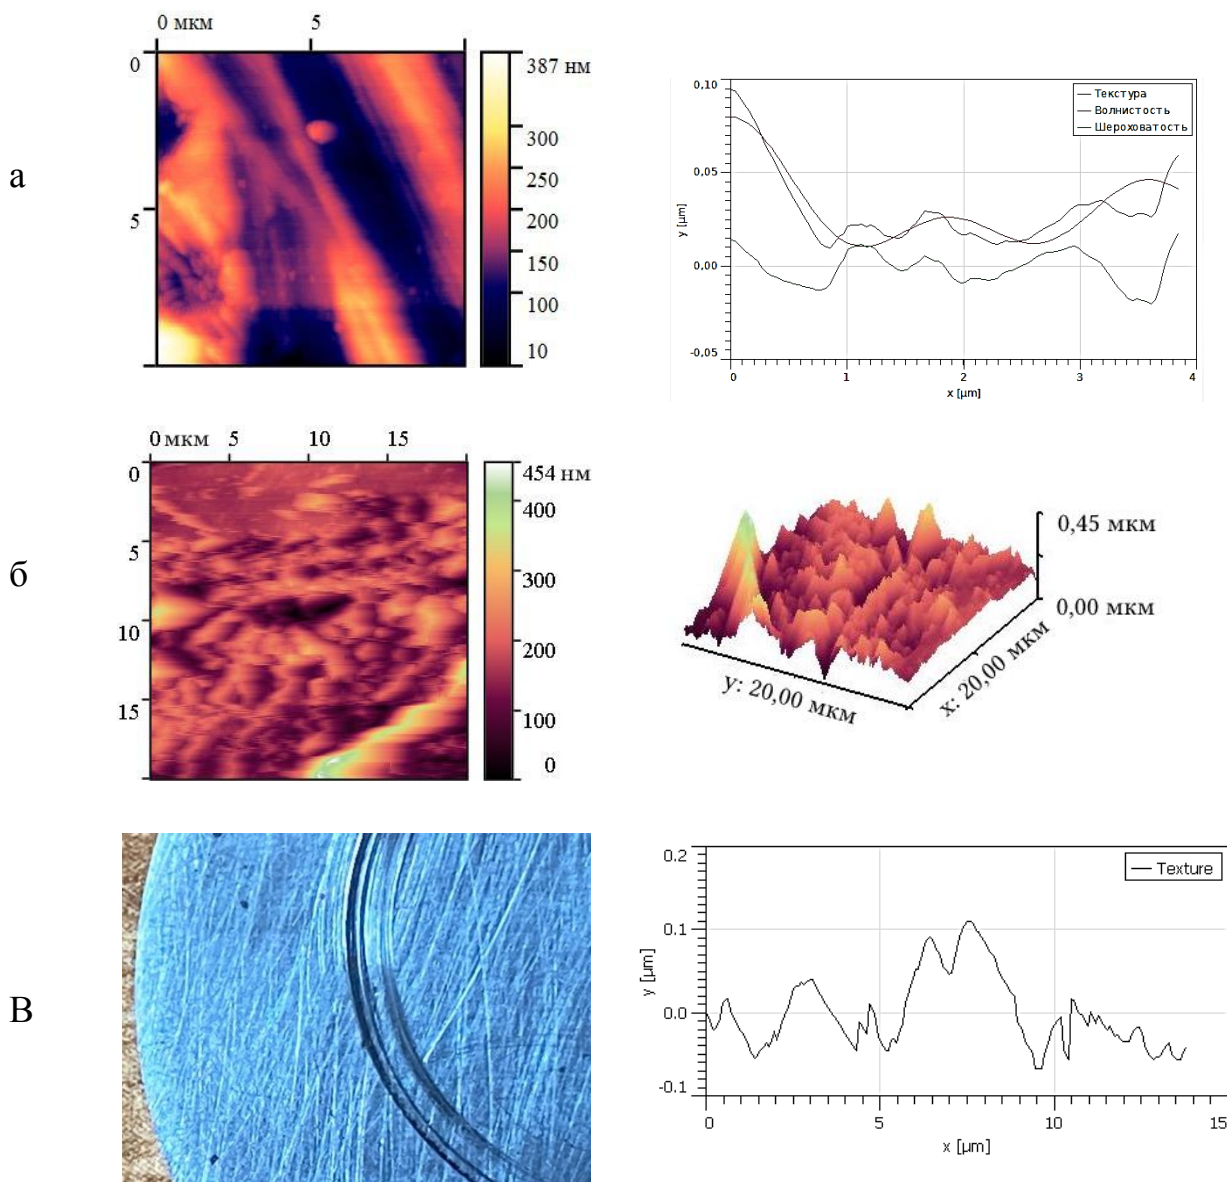 а
0 мкм 5
0
5
387 нм
300
250
200
150
100
10
0,10
0,05
0,00
-0,05
y [µm]
Текстура
Волнистость
Шероховатость
0 1 2 3 4
x [µm]
б
0 мкм 5 10 15
0
5
10
15
454 нм
400
300
200
100
0
0,45 мкм
0,00 мкм
y: 20,00 мкм
x: 20,00 мкм
В
0.2
0.1
0.0
-0.1
y [µm]
Texture
0 5 10 15
x [µm]